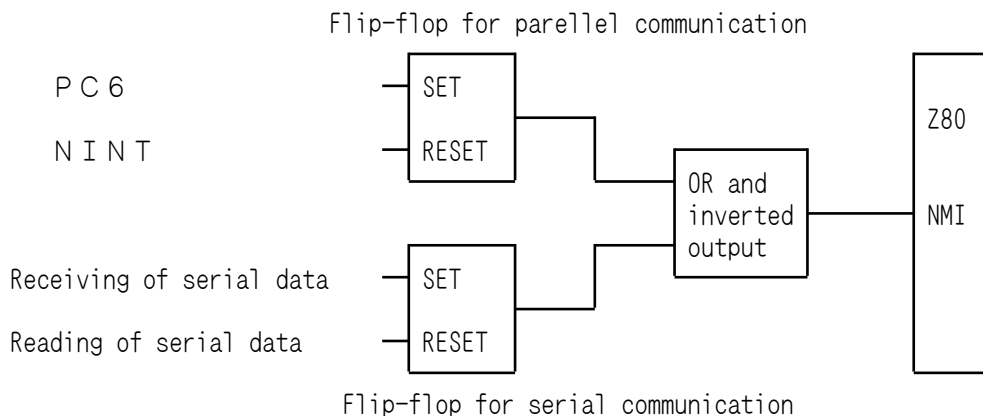 Flip-flop for parellel communication
PC6
SET
NINT
RESET
OR and
inverted
output
Z80
NMI
Receiving of serial data
SET
Reading of serial data
RESET
Flip-flop for serial communication